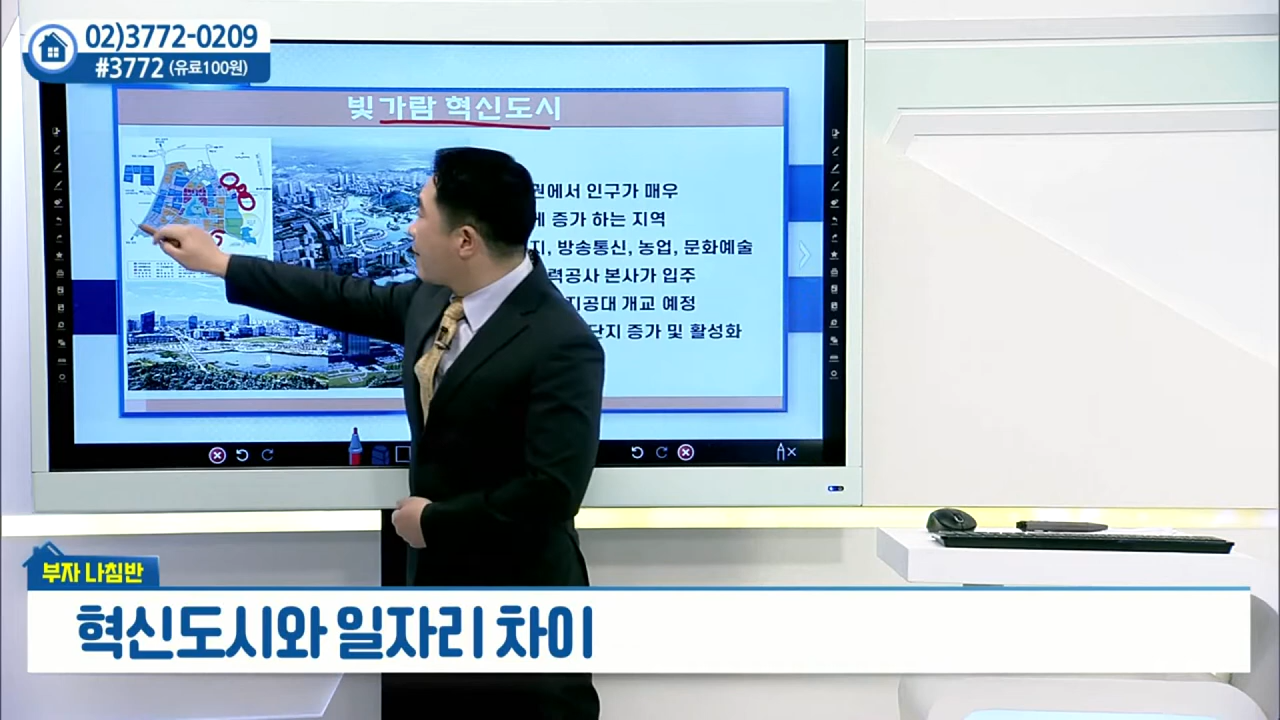 02)3772-0209
#3772 (유료100원)
빛가람 혁신도시
권에서 인구가 매우
게 증가 하는 지역
지, 방송통신, 농업, 문화예술
력공사 본사가 입주
지공대 개교 예정
단지 증가 및 활성화
부자 나침반
혁신도시와 일자리 차이